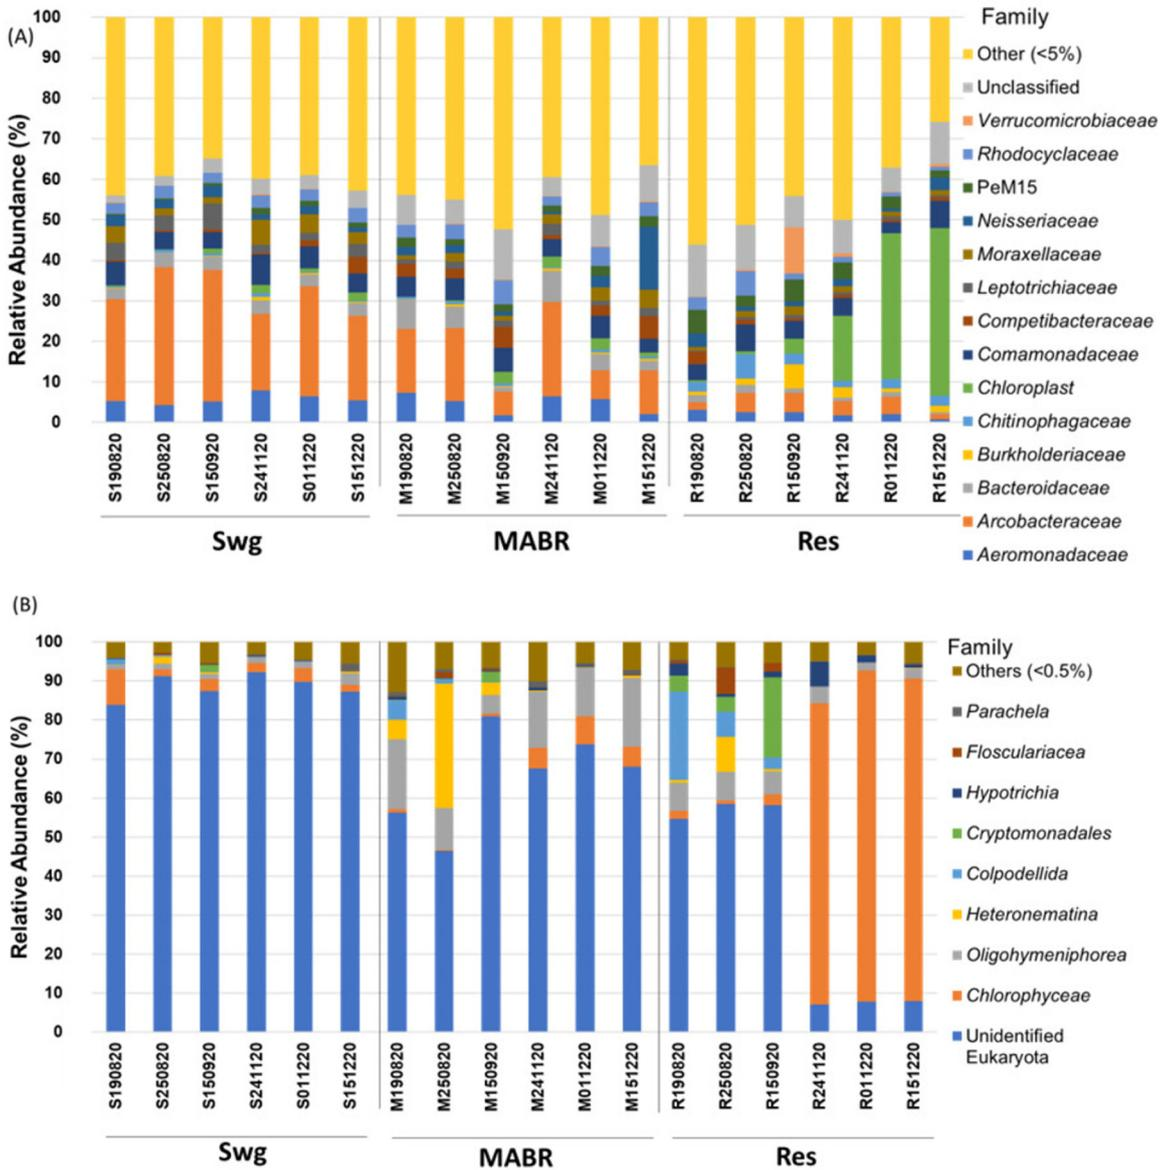 (A)
Relative Abundance (%)
100
90
80
70
60
50
40
30
20
10
0
S190820
S250820
S150920
S241120
S011220
S151220
M190820
M250820
M150920
M241120
M011220
M151220
R190820
R250820
R150920
R241120
R011220
R151220
Swg
MABR
Res
Family
Other (<5%)
Unclassified
Verrucomicrobiaceae
Rhodocyclaceae
PeM15
Neisseriaceae
Moraxellaceae
Leptotrichiaceae
Competibacteraceae
Comamonadaceae
Chloroplast
Chitinophagaceae
Burkholderiaceae
Bacteroidaceae
Arcobacteraceae
Aeromonadaceae
(B)
Relative Abundance (%)
100
90
80
70
60
50
40
30
20
10
0
S190820
S250820
S150920
S241120
S011220
S151220
M190820
M250820
M150920
M241120
M011220
M151220
R190820
R250820
R150920
R241120
R011220
R151220
Swg
MABR
Res
Family
Others (<0.5%)
Parachela
Flosculariacea
Hypotrichia
Cryptomonadales
Colpodellida
Heteronematina
Oligohymeniphorea
Chlorophyceae
Unidentified
Eukaryota